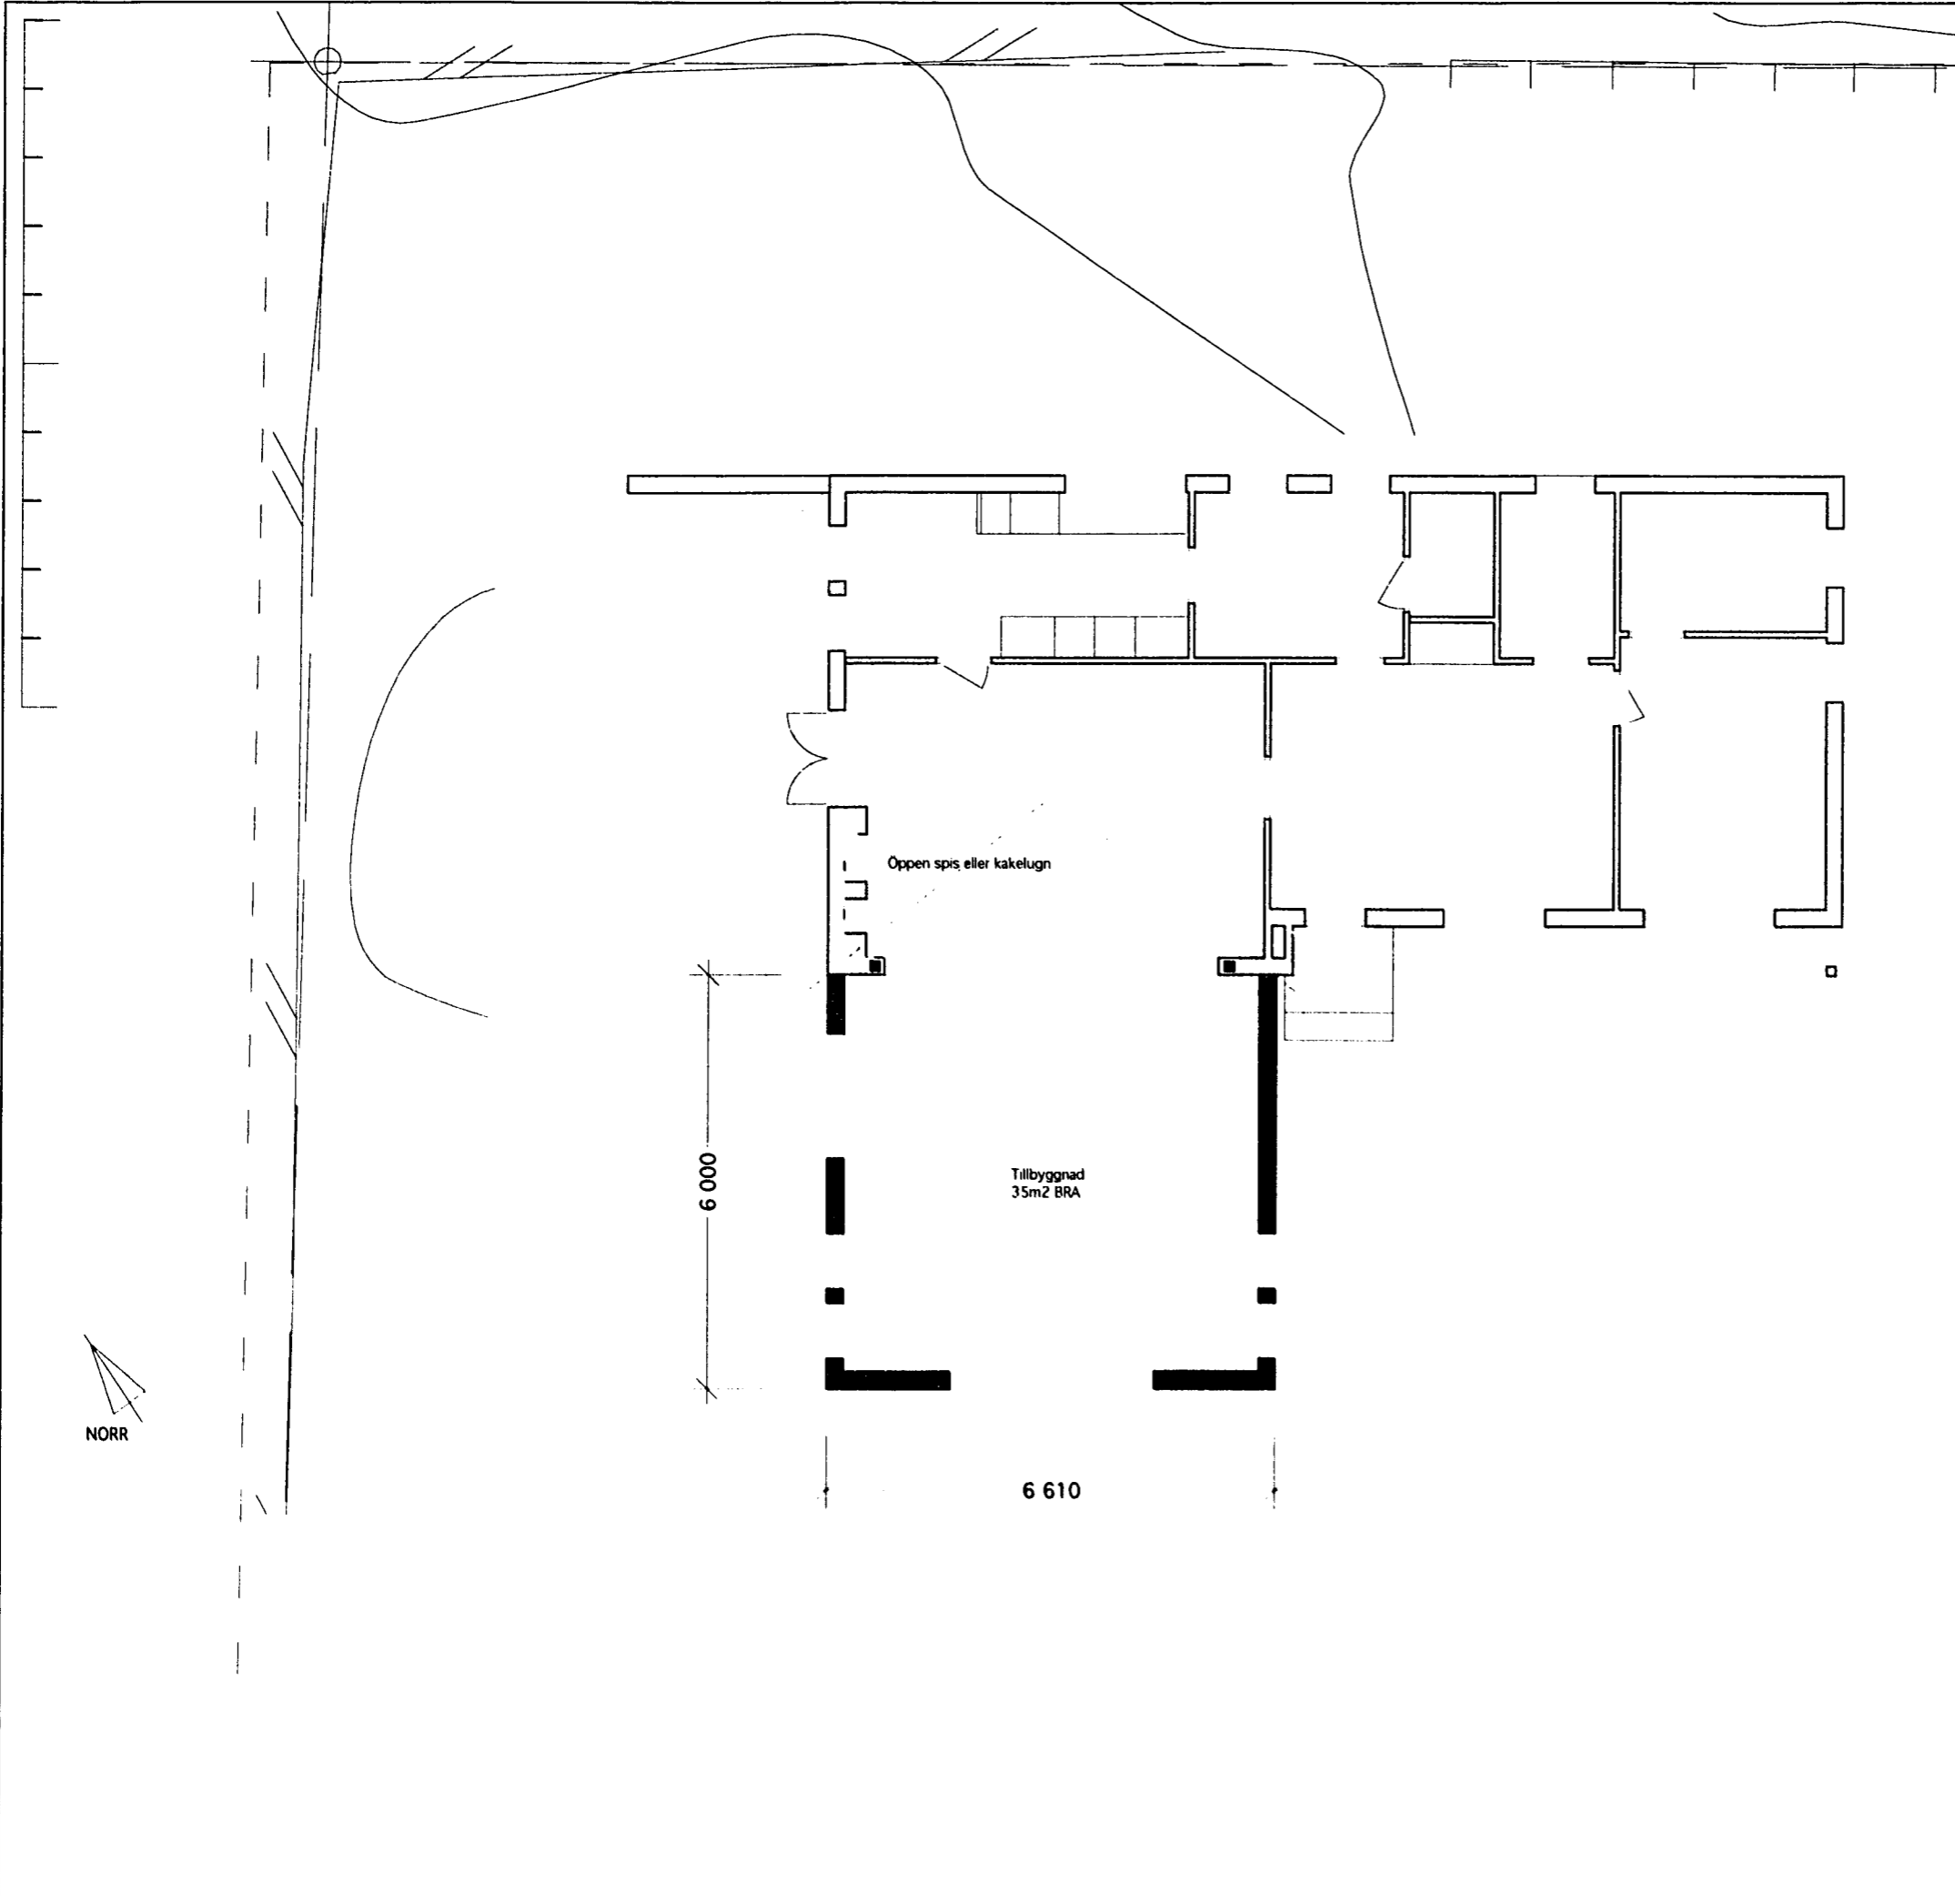 Öppen spis eller kakelugn
6 000
Tillbyggnad
35m2 BRA
NORR
6 610